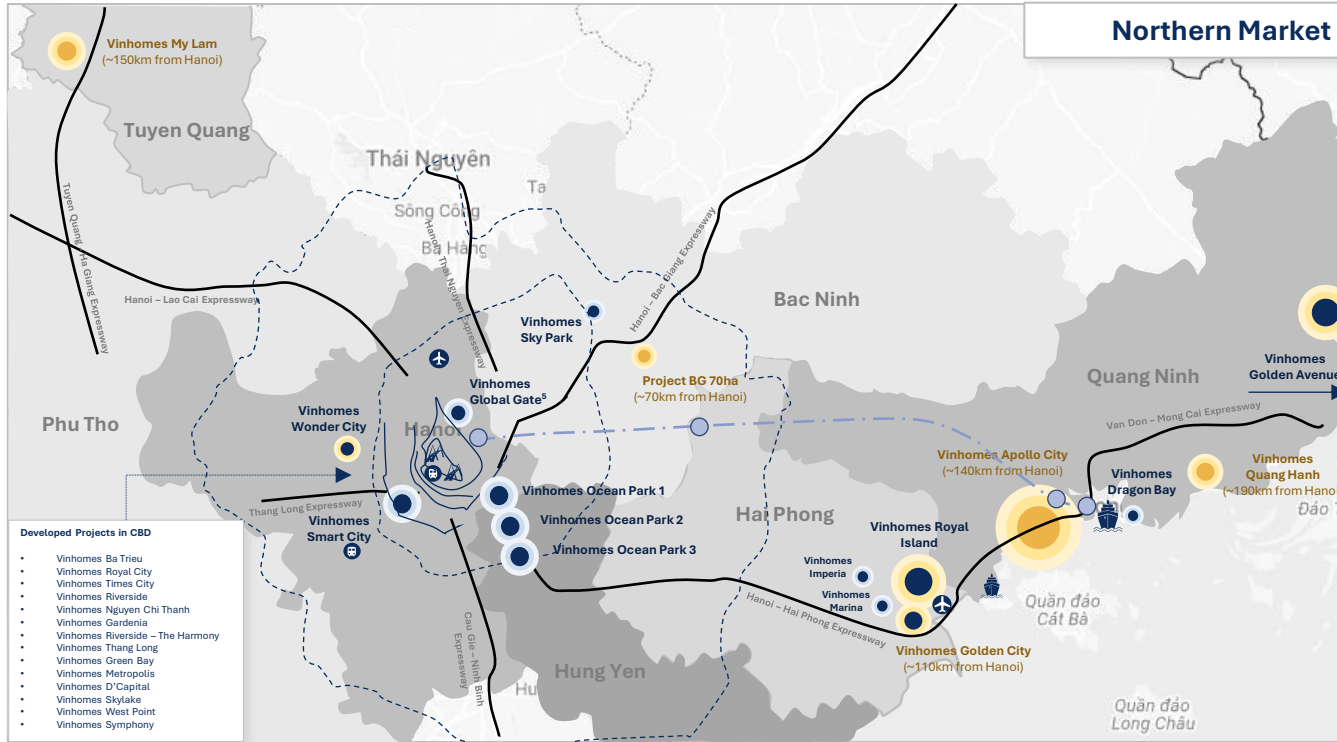 Northern Market
Vinhomes My Lam
(~150km from Hanoi)
Tuyen Quang
Thái Nguyên
Ta
Sông Công
Ba Hàng
Tuyen Quang – Ha Giang Expressway
Hanoi – Thai Nguyen Expressway
Hanoi – Bac Giang Expressway
Hanoi – Lao Cai Expressway
Bac Ninh
Vinhomes
Sky Park
Project BG 70ha
(~70km from Hanoi)
Vinhomes
Global Gate⁵
Quang Ninh
Vinhomes
Golden Avenue
Phu Tho
Vinhomes
Wonder City
Hanoi
Van Don – Mong Cai Expressway
Vinhomes Apollo City
(~140km from Hanoi)
Vinhomes
Dragon Bay
Vinhomes
Quang Hanh
(~190km from Hanoi
Đảo
Vinhomes Ocean Park 1
Thang Long Expressway
Vinhomes
Smart City
Vinhomes Ocean Park 2
Vinhomes Ocean Park 3
Hai Phong
Vinhomes Royal
Island
Vinhomes
Imperia
Vinhomes
Marina
Hanoi – Hai Phong Expressway
Quần đảo
Cát Bà
Vinhomes Golden City
(~110km from Hanoi)
Cau Gie – Ninh Binh
Expressway
Hung Yen
Hu
Quần đảo
Long Châu
Developed Projects in CBD
• Vinhomes Ba Trieu
• Vinhomes Royal City
• Vinhomes Times City
• Vinhomes Riverside
• Vinhomes Nguyen Chi Thanh
• Vinhomes Gardenia
• Vinhomes Riverside – The Harmony
• Vinhomes Thang Long
• Vinhomes Green Bay
• Vinhomes Metropolis
• Vinhomes D'Capital
• Vinhomes Skylake
• Vinhomes West Point
• Vinhomes Symphony